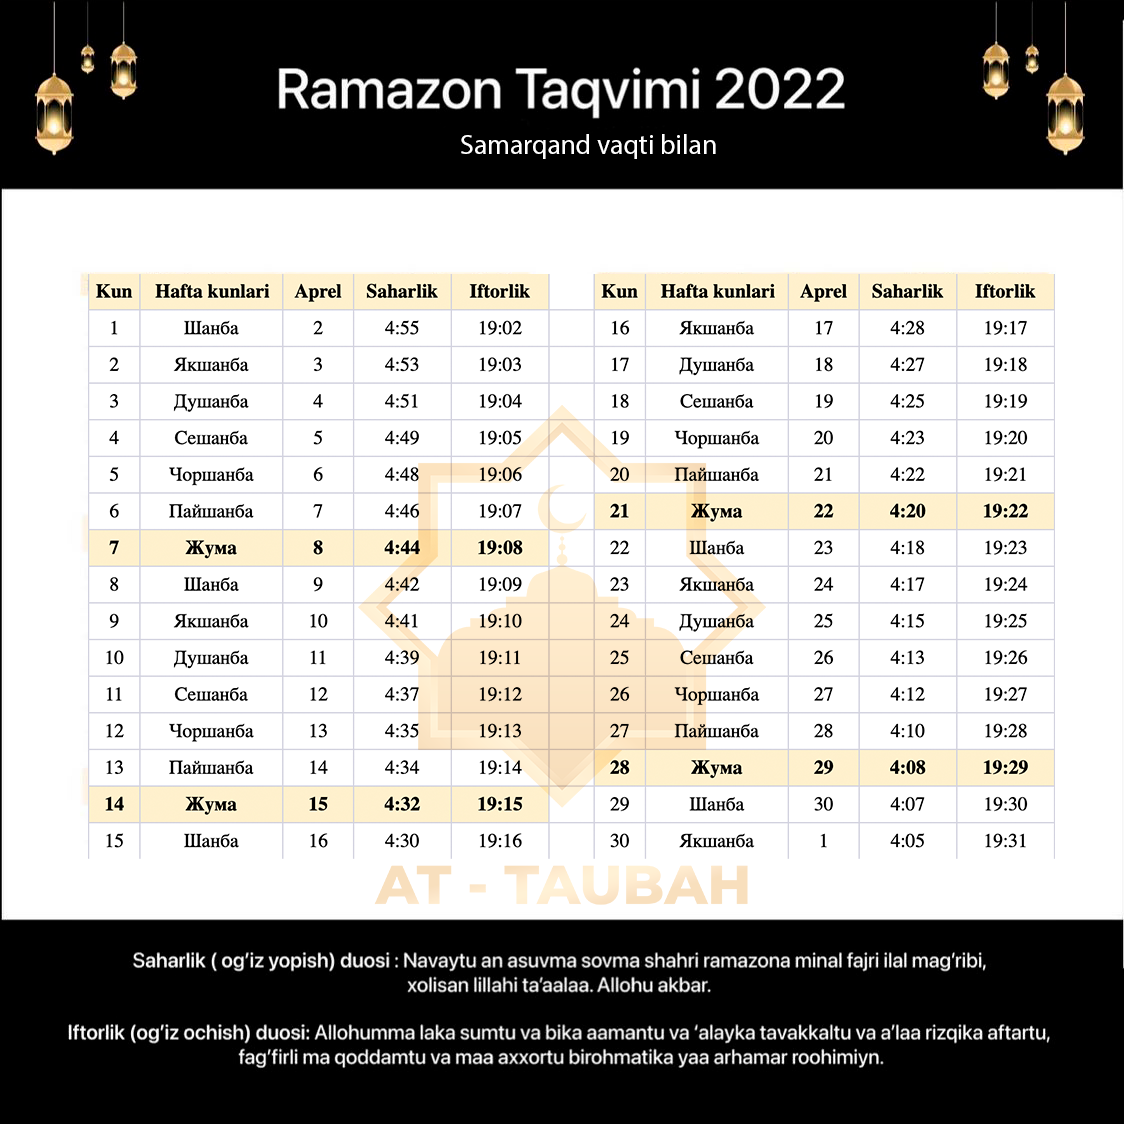 Ramazon Taqvimi 2022
Samarqand vaqti bilan
Kun Hafta kunlari Aprel Saharlik Iftorlik
1 Шанба 2 4:55 19:02
2 Якшанба 3 4:53 19:03
3 Душанба 4 4:51 19:04
4 Сешанба 5 4:49 19:05
5 Чоршанба 6 4:48 19:06
6 Пайшанба 7 4:46 19:07
7 Жума 8 4:44 19:08
8 Шанба 9 4:42 19:09
9 Якшанба 10 4:41 19:10
10 Душанба 11 4:39 19:11
11 Сешанба 12 4:37 19:12
12 Чоршанба 13 4:35 19:13
13 Пайшанба 14 4:34 19:14
14 Жума 15 4:32 19:15
15 Шанба 16 4:30 19:16
Kun Hafta kunlari Aprel Saharlik Iftorlik
16 Якшанба 17 4:28 19:17
17 Душанба 18 4:27 19:18
18 Сешанба 19 4:25 19:19
19 Чоршанба 20 4:23 19:20
20 Пайшанба 21 4:22 19:21
21 Жума 22 4:20 19:22
22 Шанба 23 4:18 19:23
23 Якшанба 24 4:17 19:24
24 Душанба 25 4:15 19:25
25 Сешанба 26 4:13 19:26
26 Чоршанба 27 4:12 19:27
27 Пайшанба 28 4:10 19:28
28 Жума 29 4:08 19:29
29 Шанба 30 4:07 19:30
30 Якшанба 1 4:05 19:31
AT - TAUBAH
Saharlik ( og‘iz yopish) duosi : Navaytu an asuvma sovma shahri ramazona minal fajri ilal mag‘ribi,
xolisan lillahi ta’aalaa. Allohu akbar.
Iftorlik (og‘iz ochish) duosi: Allohumma laka sumtu va bika aamantu va ‘alayka tavakkaltu va a’laa rizqika aftartu,
fag‘firli ma qoddamtu va maa axxortu birohmatika yaa arhamar roohimiyn.